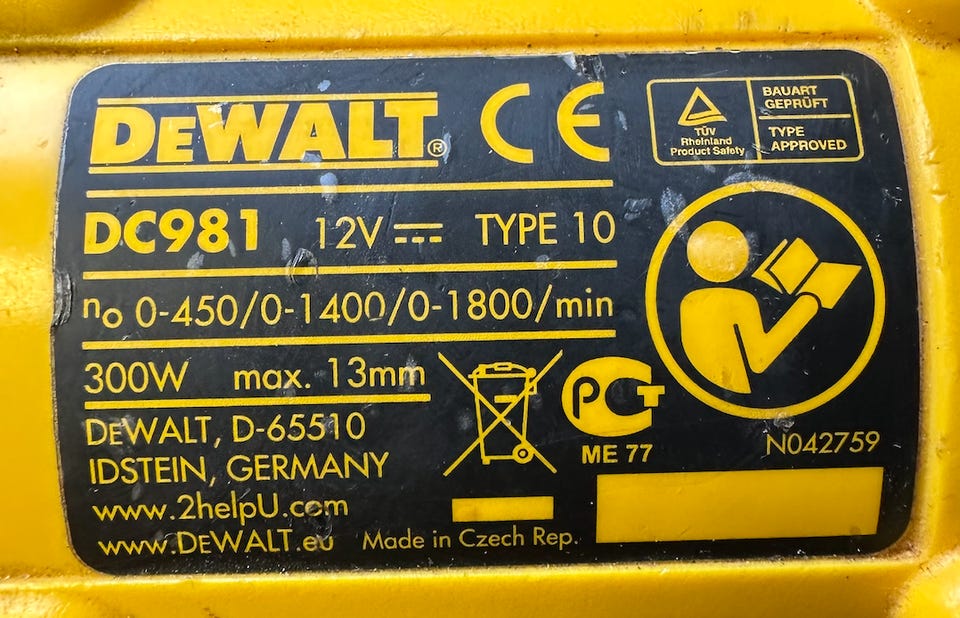 DEWALT® CE
TÜV
Rheinland
Product Safety
BAUART
GEPRÜFT
TYPE
APPROVED
DC981 12V TYPE 10
no 0-450/0-1400/0-1800/min
300W max. 13mm
DEWALT, D-65510
IDSTEIN, GERMANY
www.2helpU.com
www.DEWALT.eu Made in Czech Rep.
РСТ
ME 77
N042759